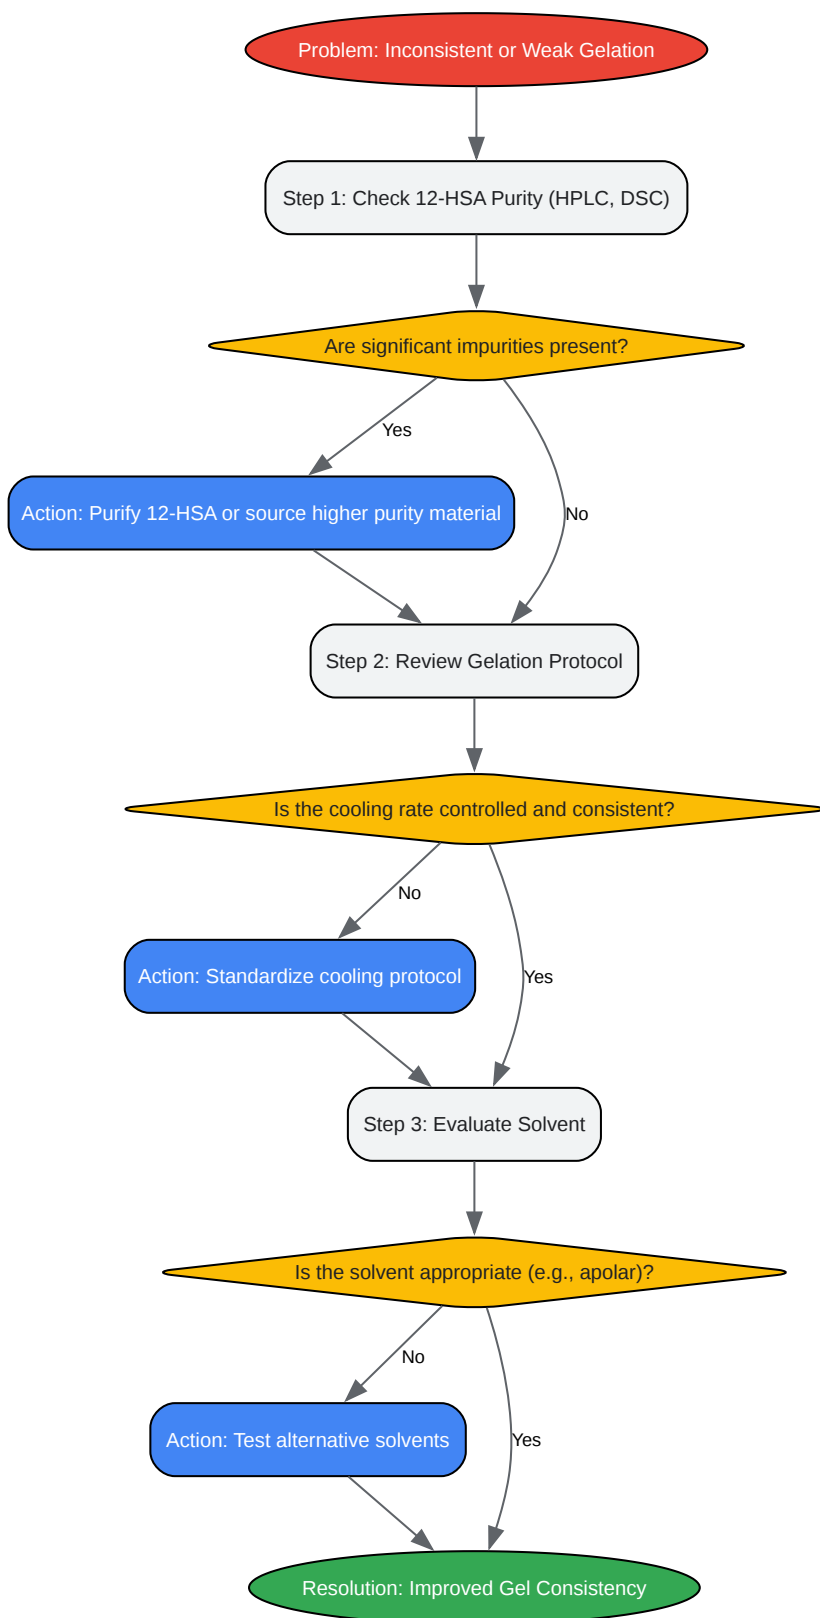 Problem: Inconsistent or Weak Gelation
Step 1: Check 12-HSA Purity (HPLC, DSC)
Are significant impurities present?
Yes
Action: Purify 12-HSA or source higher purity material
No
Step 2: Review Gelation Protocol
Is the cooling rate controlled and consistent?
No
Action: Standardize cooling protocol
Yes
Step 3: Evaluate Solvent
Is the solvent appropriate (e.g., apolar)?
No
Action: Test alternative solvents
Yes
Resolution: Improved Gel Consistency